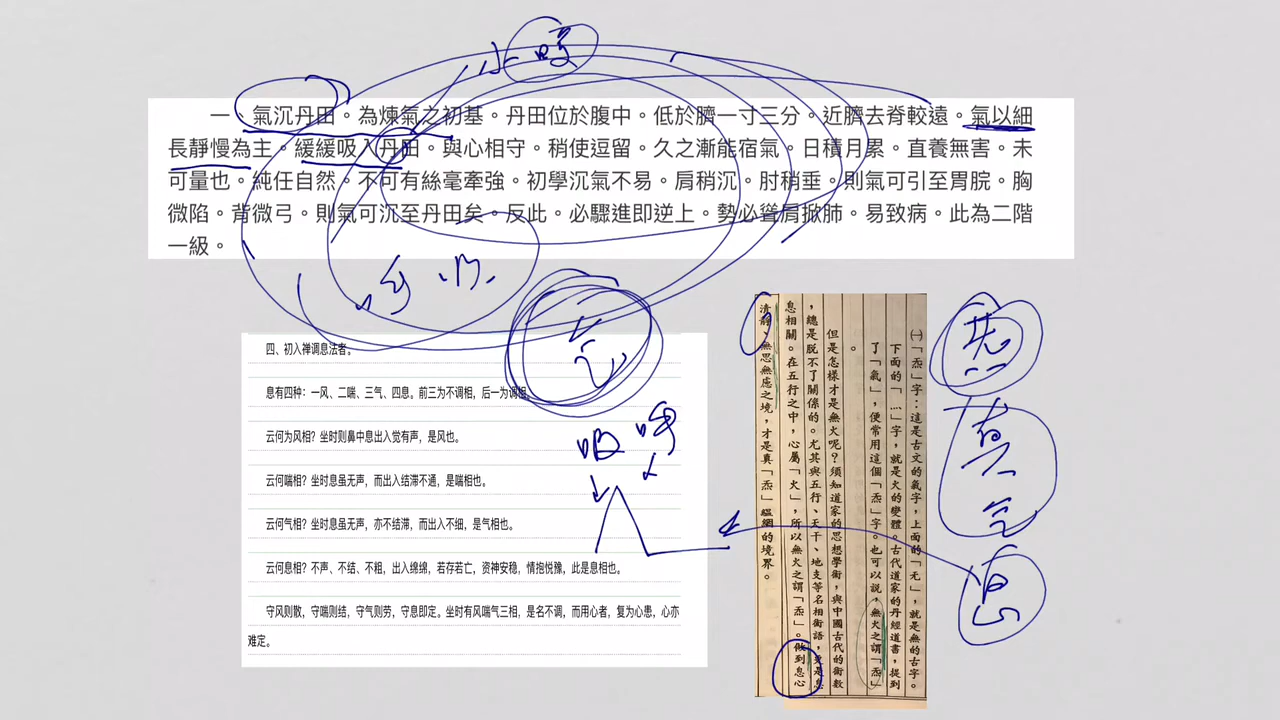 一、氣沉丹田。為煉氣之初基。丹田位於腹中。低於臍一寸三分。近臍去脊較遠。氣以細
長靜慢為主。緩緩吸入丹田。與心相守。稍使逗留。久之漸能宿氣。日積月累。直養無害。未
可量也。純任自然。不可有絲毫牽強。初學沉氣不易。肩稍沉。肘稍垂。則氣可引至胃脘。胸
微陷。背微弓。則氣可沉至丹田矣。反此。必驟進即逆上。勢必聳肩掀肺。易致病。此為二階
一級。
呼吸
气
四、初入禅调息法者。
息有四种：一风、二喘、三气、四息。前三为不调相，后一为调相。
云何为风相？坐时则鼻中息出入觉有声，是风也。
云何喘相？坐时息虽无声，而出入结滞不通，是喘相也。
云何气相？坐时息虽无声，亦不结滞，而出入不细，是气相也。
云何息相？不声、不结、不粗，出入绵绵，若存若亡，资神安稳，情抱悦豫，此是息相也。
守风则散，守喘则结，守气则劳，守息即定。坐时有风喘气三相，是名不调，而用心者，复为心患，心亦
难定。
吸 呼
㈠「炁」字：這是古文的氣字，上面的「无」，就是無的古字。
下面的「灬」字，就是火的變體。古代道家的丹經道書，提到
了「氣」，便常用這個「炁」字。也可以說，無火之謂「炁」
。
但是怎樣才是無火呢？須知道家的思想學術，與中國古代的術數
，總是脫不了關係的。尤其與五行、天干、地支等名相術語，更是息
息相關。在五行之中，心屬「火」，所以無火之謂「炁」。做到息心
清靜、無思無慮之境，才是真「炁」絪縕的境界。
炁
真
气
息